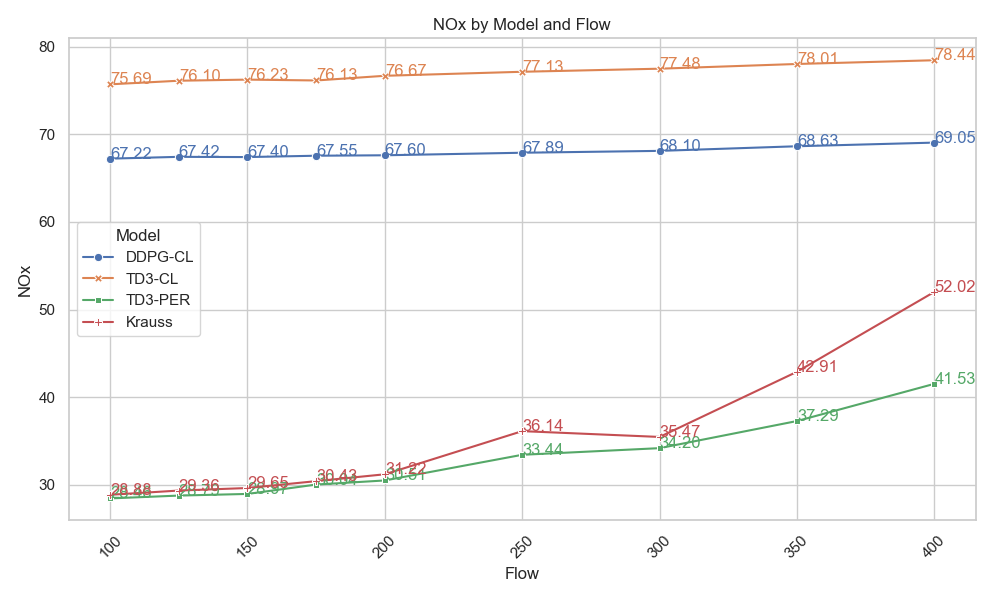 NOx by Model and Flow
80
70
60
50
40
30
NOx
75.69 76.10 76.23 76.13 76.67 77.13 77.48 78.01 78.44
67.22 67.42 67.40 67.55 67.60 67.89 68.10 68.63 69.05
Model
DDPG-CL
TD3-CL
TD3-PER
Krauss
29.36 29.65 30.43 31.22 36.14 35.47 42.91 52.02
33.44 34.20 37.29 41.53
100 150 200 250 300 350 400
Flow